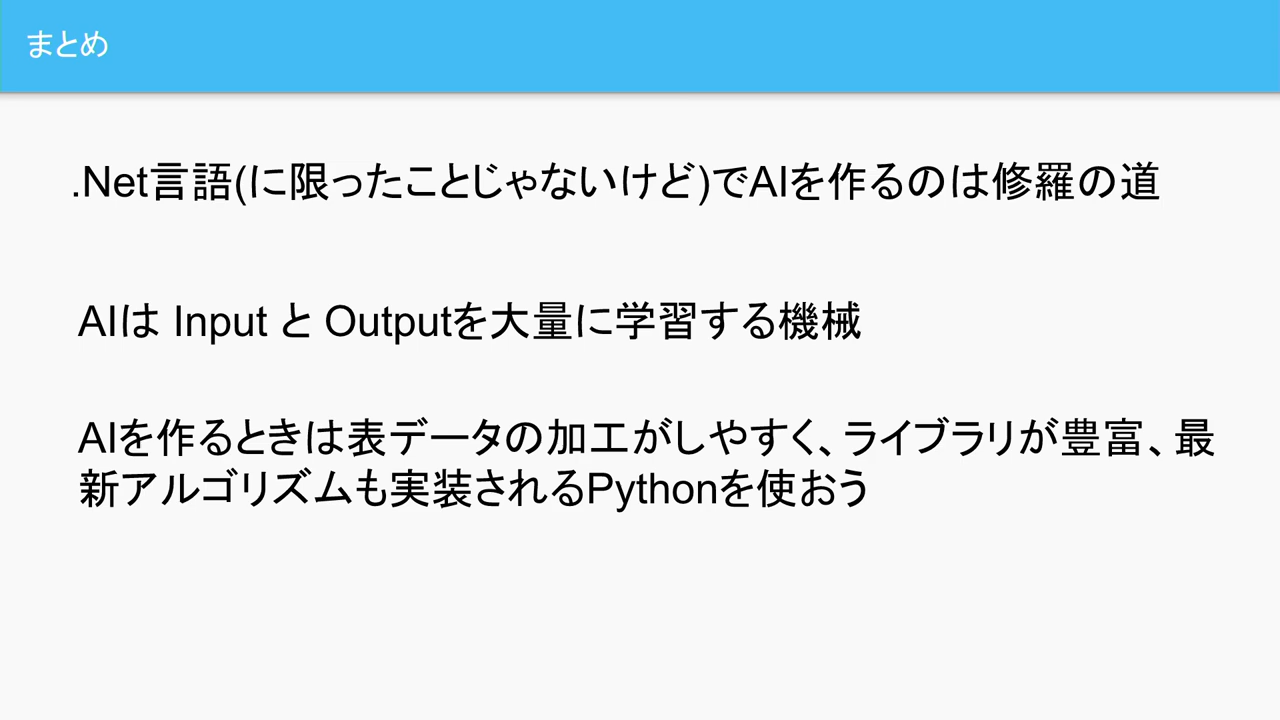 まとめ
.Net言語(に限ったことじゃないけど)でAIを作るのは修羅の道
AIは Input と Outputを大量に学習する機械
AIを作るときは表データの加工がしやすく、ライブラリが豊富、最
新アルゴリズムも実装されるPythonを使おう